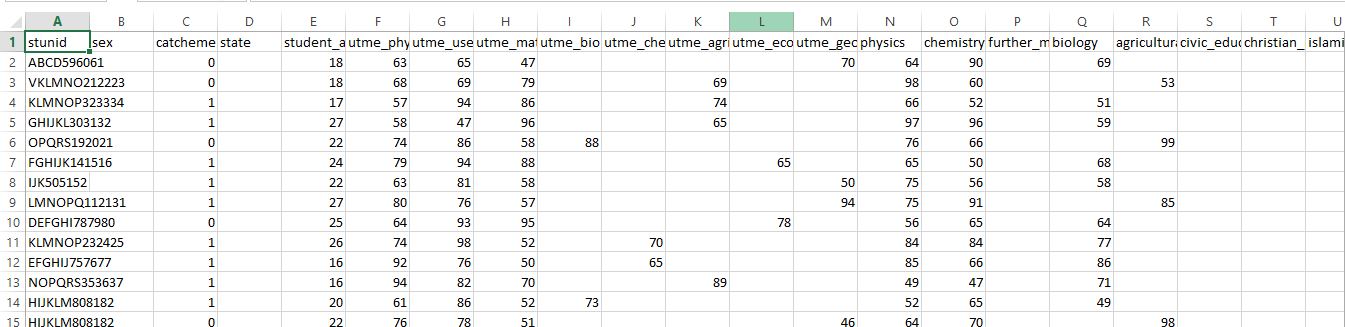 A B C D E F G H I J K L M N O P Q R S T U
1 stunid sex catcheme state student_a utme_phy utme_use utme_mat utme_bio utme_che utme_agri utme_eco utme_geo physics chemistry further_m biology agricultura civic_educ christian_ islami
2 ABCD596061 0 18 63 65 47 70 64 90 69
3 VKLMNO212223 0 18 68 69 79 69 98 60 53
4 KLMNOP323334 1 17 57 94 86 74 66 52 51
5 GHIJKL303132 1 27 58 47 96 65 97 96 59
6 OPQRS192021 0 22 74 86 58 88 76 66 99
7 FGHIJK141516 1 24 79 94 88 65 65 50 68
8 IJK505152 1 22 63 81 58 50 75 56 58
9 LMNOPQ112131 1 27 80 76 57 94 75 91 85
10 DEFGHI787980 0 25 64 93 95 78 56 65 64
11 KLMNOP232425 1 26 74 98 52 70 84 84 77
12 EFGHIJ757677 1 16 92 76 50 65 85 66 86
13 NOPQRS353637 1 16 94 82 70 89 49 47 71
14 HIJKLM808182 1 20 61 86 52 73 52 65 49
15 HIJKLM808182 0 22 76 78 51 46 64 70 98